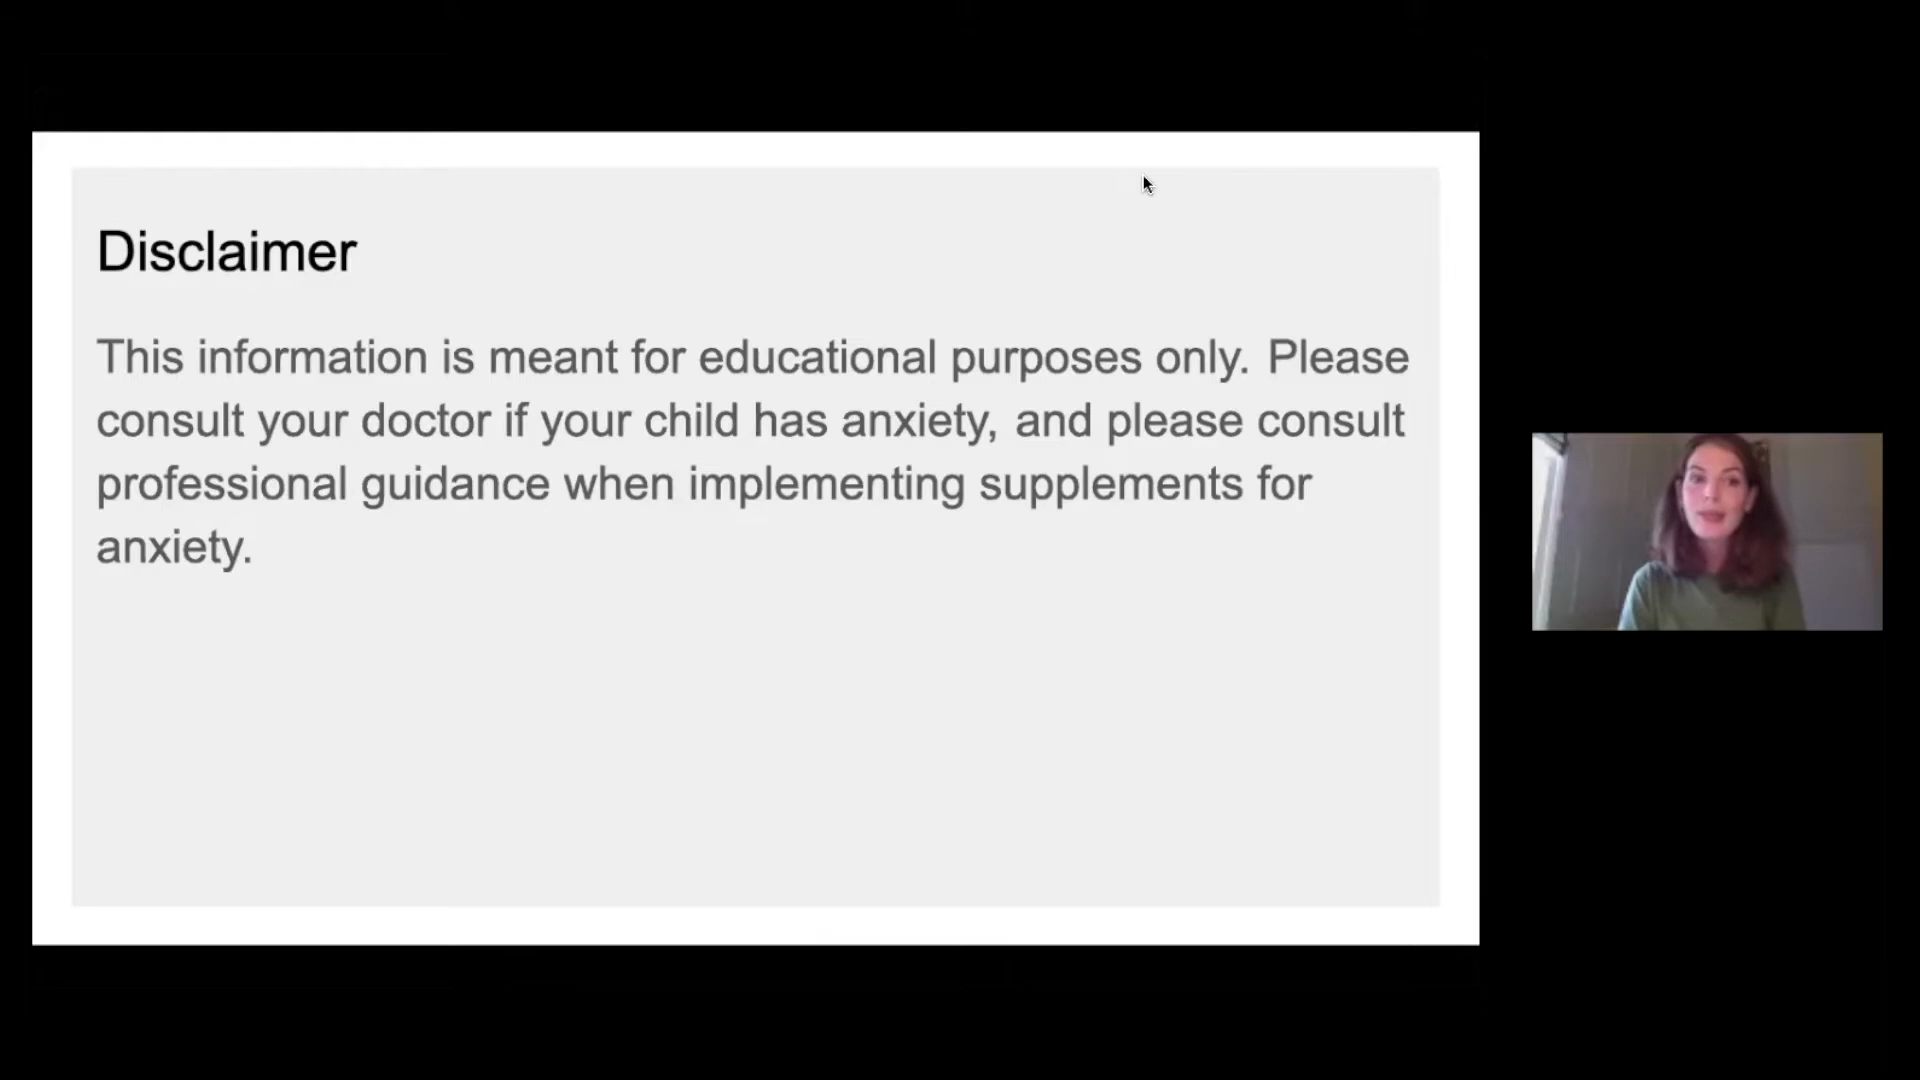 Disclaimer
This information is meant for educational purposes only. Please
consult your doctor if your child has anxiety, and please consult
professional guidance when implementing supplements for
anxiety.